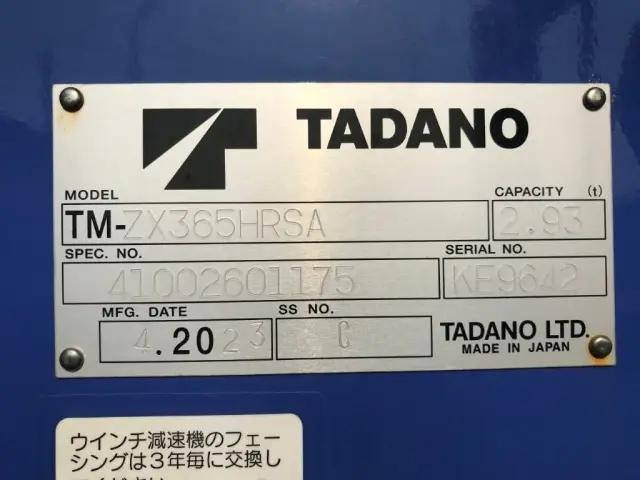 TADANO
MODEL
CAPACITY (t)
TM-ZX365HRSA
2.93
SPEC. NO.
SERIAL NO.
41002601175
KF9642
MFG. DATE
SS NO.
4.2023
C
TADANO LTD.
MADE IN JAPAN
ウインチ減速機のフェー
シングは3年毎に交換し